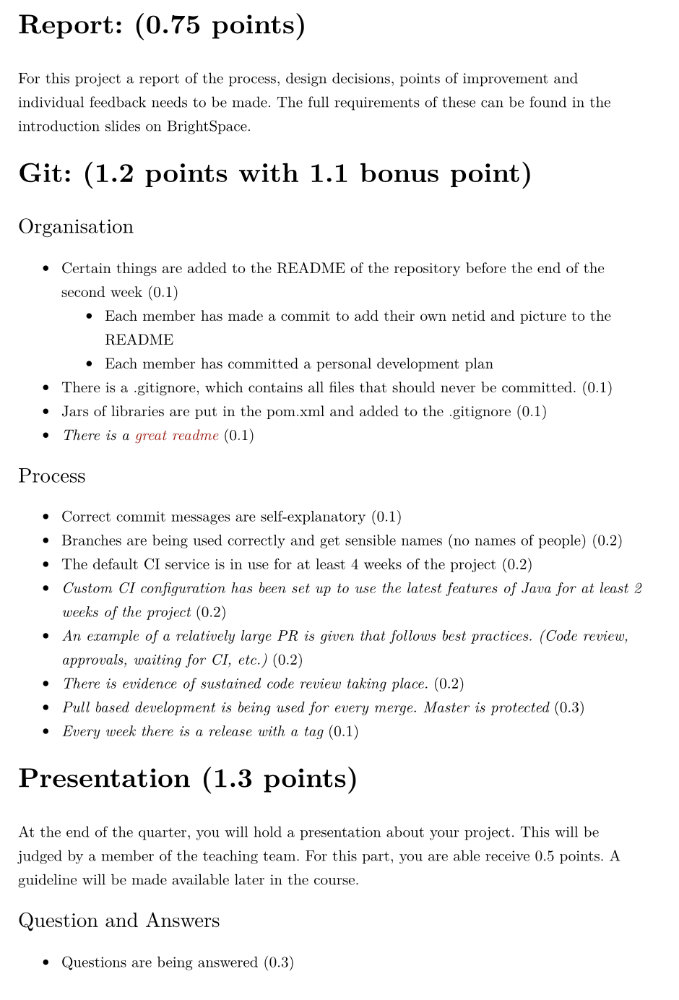 Report: (0.75 points)
For this project a report of the process, design decisions, points of improvement and
individual feedback needs to be made. The full requirements of these can be found in the
introduction slides on BrightSpace.
Git: (1.2 points with 1.1 bonus point)
Organisation
• Certain things are added to the README of the repository before the end of the
second week (0.1)
• Each member has made a commit to add their own netid and picture to the
README
• Each member has committed a personal development plan
• There is a .gitignore, which contains all files that should never be committed. (0.1)
• Jars of libraries are put in the pom.xml and added to the .gitignore (0.1)
• There is a great readme (0.1)
Process
• Correct commit messages are self-explanatory (0.1)
• Branches are being used correctly and get sensible names (no names of people) (0.2)
• The default CI service is in use for at least 4 weeks of the project (0.2)
• Custom CI configuration has been set up to use the latest features of Java for at least 2
weeks of the project (0.2)
• An example of a relatively large PR is given that follows best practices. (Code review,
approvals, waiting for CI, etc.) (0.2)
• There is evidence of sustained code review taking place. (0.2)
• Pull based development is being used for every merge. Master is protected (0.3)
• Every week there is a release with a tag (0.1)
Presentation (1.3 points)
At the end of the quarter, you will hold a presentation about your project. This will be
judged by a member of the teaching team. For this part, you are able receive 0.5 points. A
guideline will be made available later in the course.
Question and Answers
• Questions are being answered (0.3)